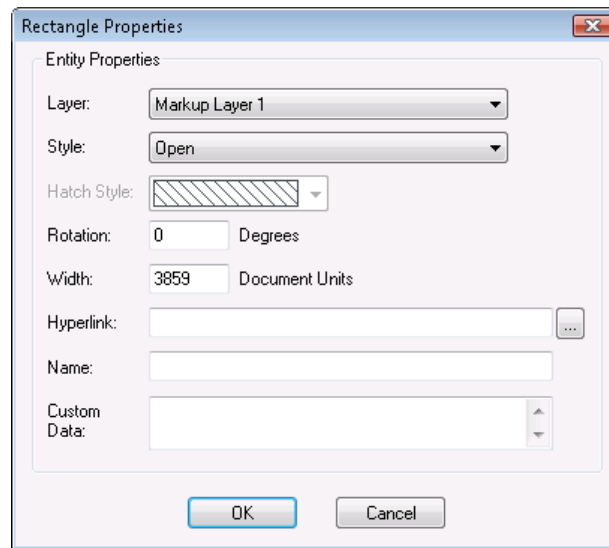 Rectangle Properties
Entity Properties
Layer: Markup Layer 1
Style: Open
Hatch Style:
Rotation: 0 Degrees
Width: 3859 Document Units
Hyperlink: ...
Name:
Custom
Data:
OK Cancel